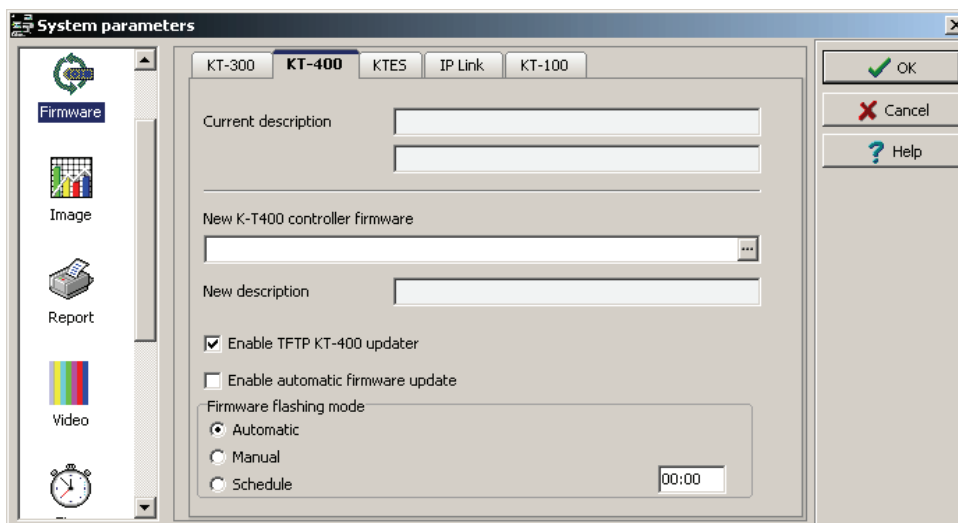 System parameters
Firmware
Image
Report
Video
KT-300
KT-400
KTES
IP Link
KT-100
Current description
New K-T400 controller firmware
...
New description
Enable TFTP KT-400 updater
Enable automatic firmware update
Firmware flashing mode
Automatic
Manual
Schedule
00:00
OK
Cancel
? Help